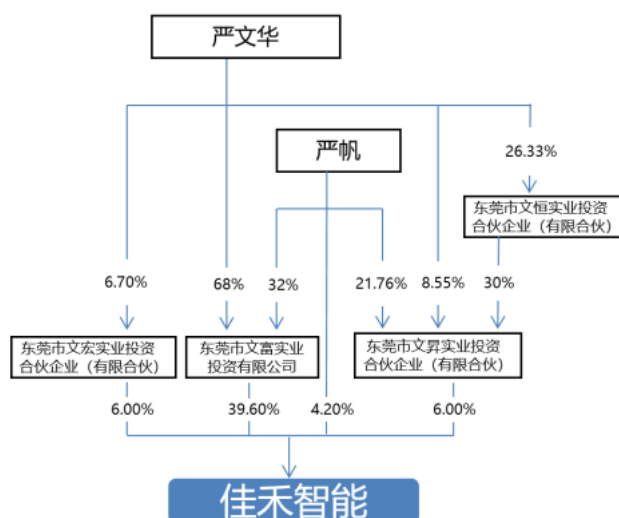 严文华
严帆
26.33%
东莞市文恒实业投资
合伙企业（有限合伙）
6.70%
68%
32%
21.76%
8.55%
30%
东莞市文宏实业投资
合伙企业（有限合伙）
东莞市文富实业
投资有限公司
东莞市文昇实业投资
合伙企业（有限合伙）
6.00%
39.60%
4.20%
6.00%
佳禾智能